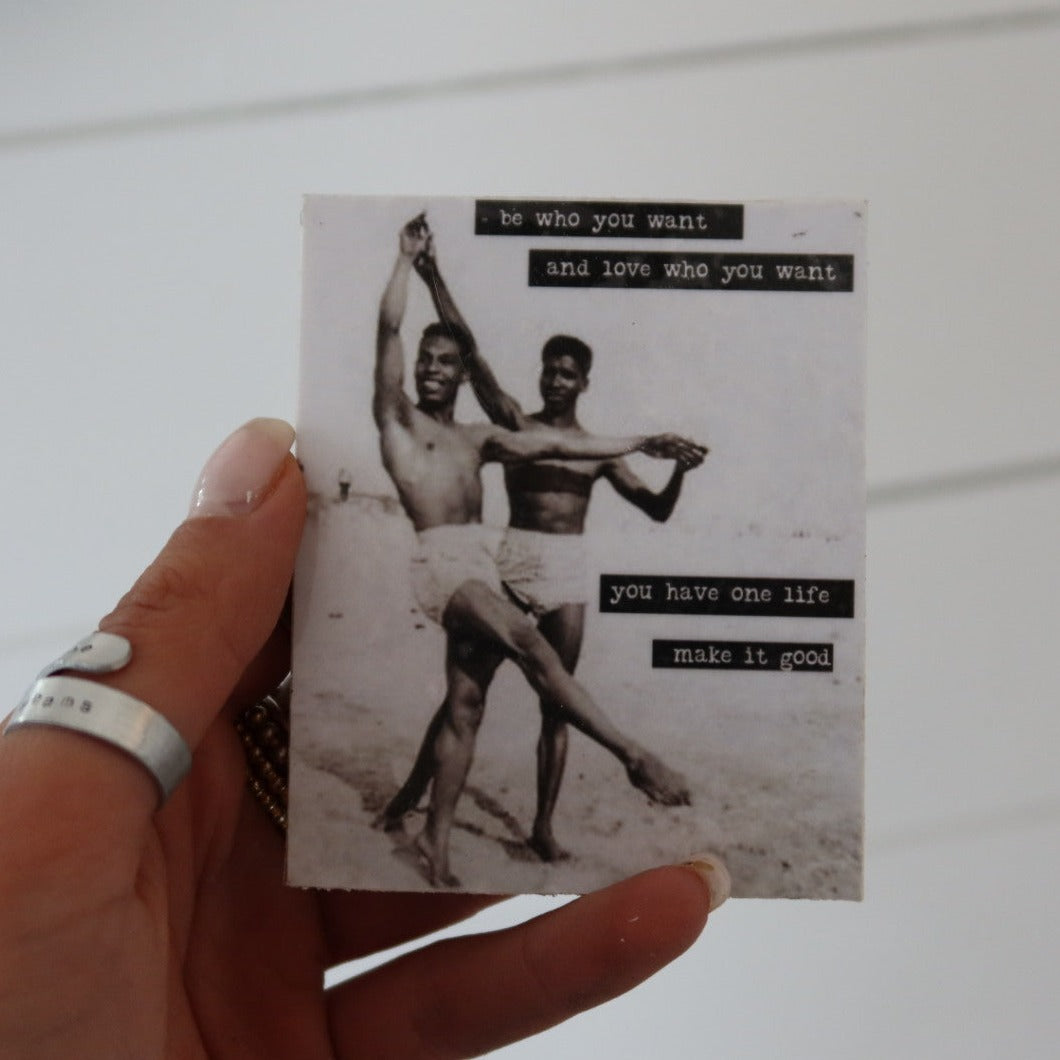 be who you want
and love who you want
you have one life
make it good